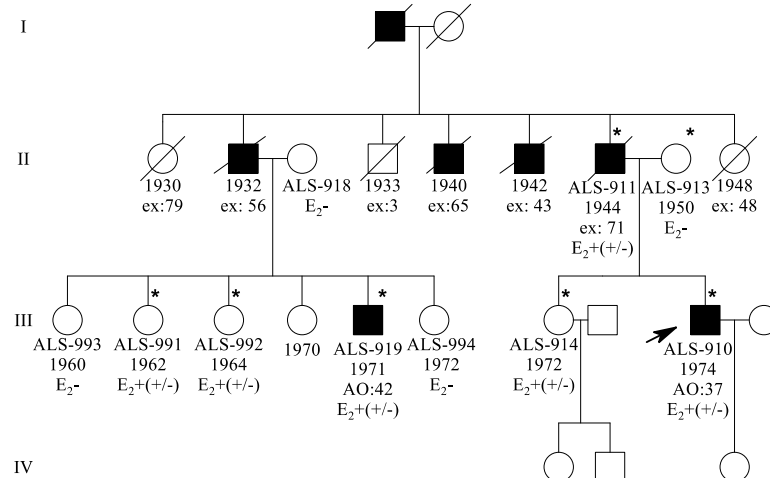 I
* *
II
1930 1932 ALS-918 1933 1940 1942 ALS-911 ALS-913 1948
ex:79 ex: 56 E₂- ex:3 ex:65 ex: 43 1944 1950 ex: 48
ex: 71 E₂-
E₂+(+/-)
* * * * *
III
ALS-993 ALS-991 ALS-992 1970 ALS-919 ALS-994 ALS-914 ALS-910
1960 1962 1964 1971 1972 1972 1974
E₂- E₂+(+/-) E₂+(+/-) AO:42 E₂- E₂+(+/-) AO:37
E₂+(+/-) E₂+(+/-)
IV